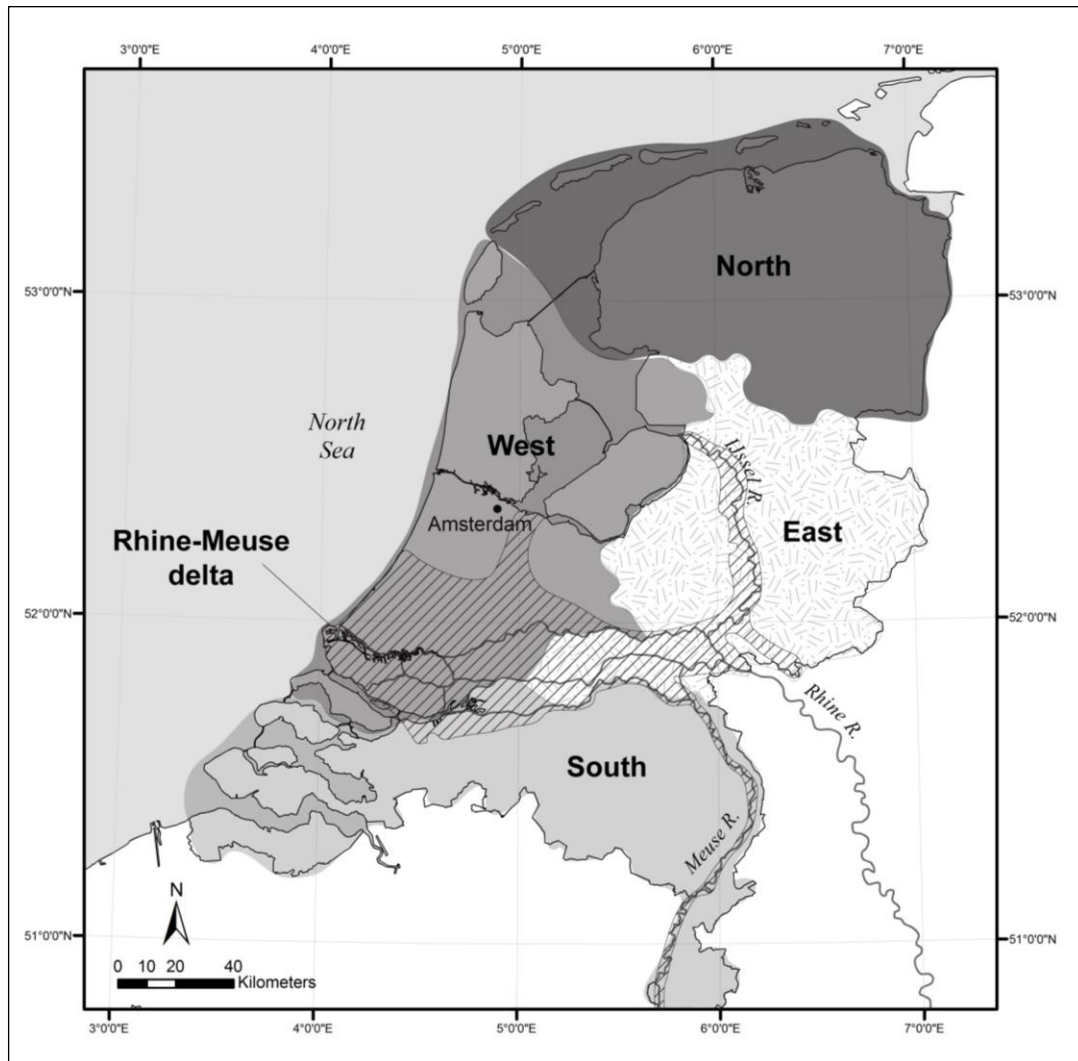 3°0'0"E
4°0'0"E
5°0'0"E
6°0'0"E
7°0'0"E
North
53°0'0"N
53°0'0"N
North
Sea
West
IJssel R.
Amsterdam
East
Rhine-Meuse
delta
52°0'0"N
52°0'0"N
Rhine R.
South
Meuse R.
N
51°0'0"N
51°0'0"N
0 10 20 40
Kilometers
3°0'0"E
4°0'0"E
5°0'0"E
6°0'0"E
7°0'0"E